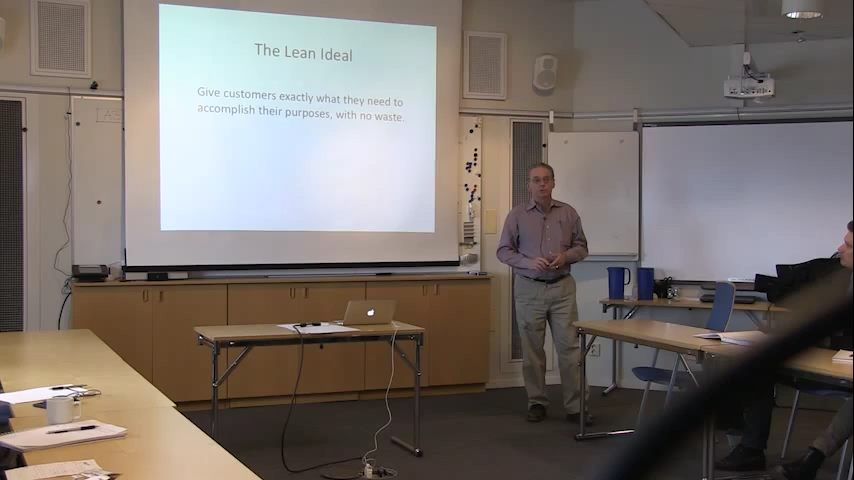 The Lean Ideal
Give customers exactly what they need to
accomplish their purposes, with no waste.